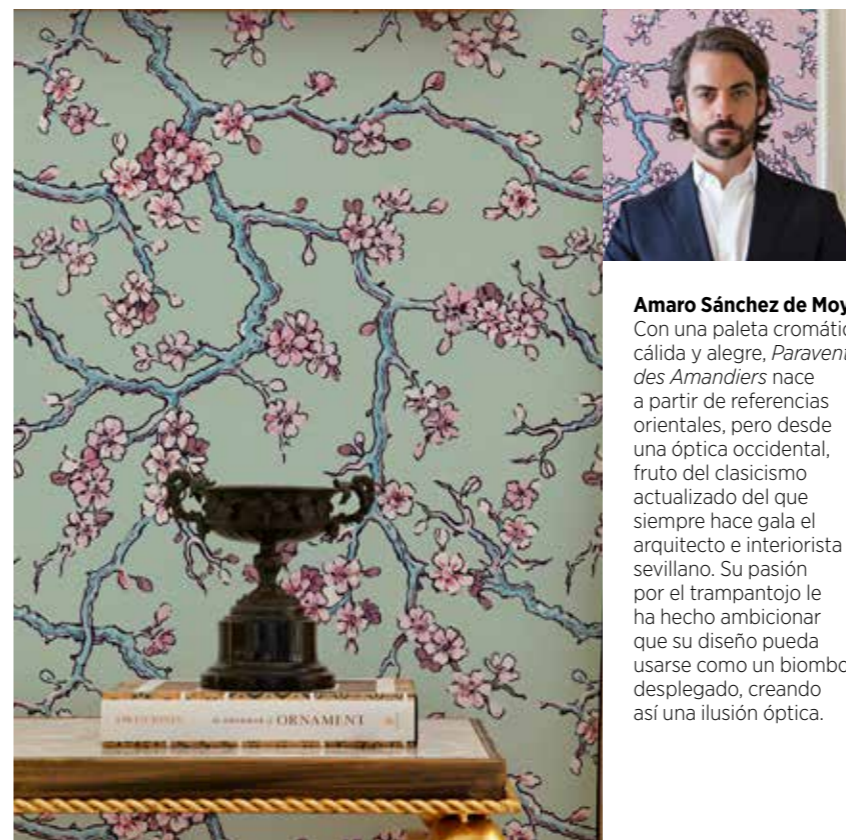 ORNAMENT
Amaro Sánchez de Moy
Con una paleta cromátic
cálida y alegre, Paravent
des Amandiers nace
a partir de referencias
orientales, pero desde
una óptica occidental,
fruto del clasicismo
actualizado del que
siempre hace gala el
arquitecto e interiorista
sevillano. Su pasión
por el trampantojo le
ha hecho ambicionar
que su diseño pueda
usarse como un biombo
desplegado, creando
así una ilusión óptica.